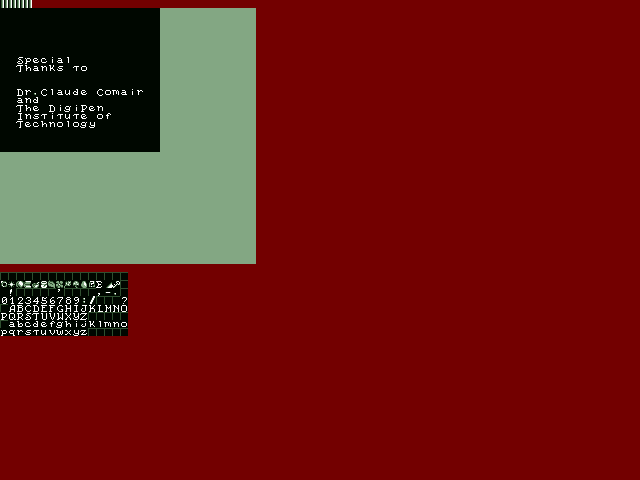 Special
Thanks To
Dr.Claude Comair
and
The DigiPen
Institute of
Technology
! ' , - .
0123456789:/ ?
ABCDEFGHIJKLMNO
PQRSTUVWXYZ
abcdefghijklmno
pqrstuvwxyz